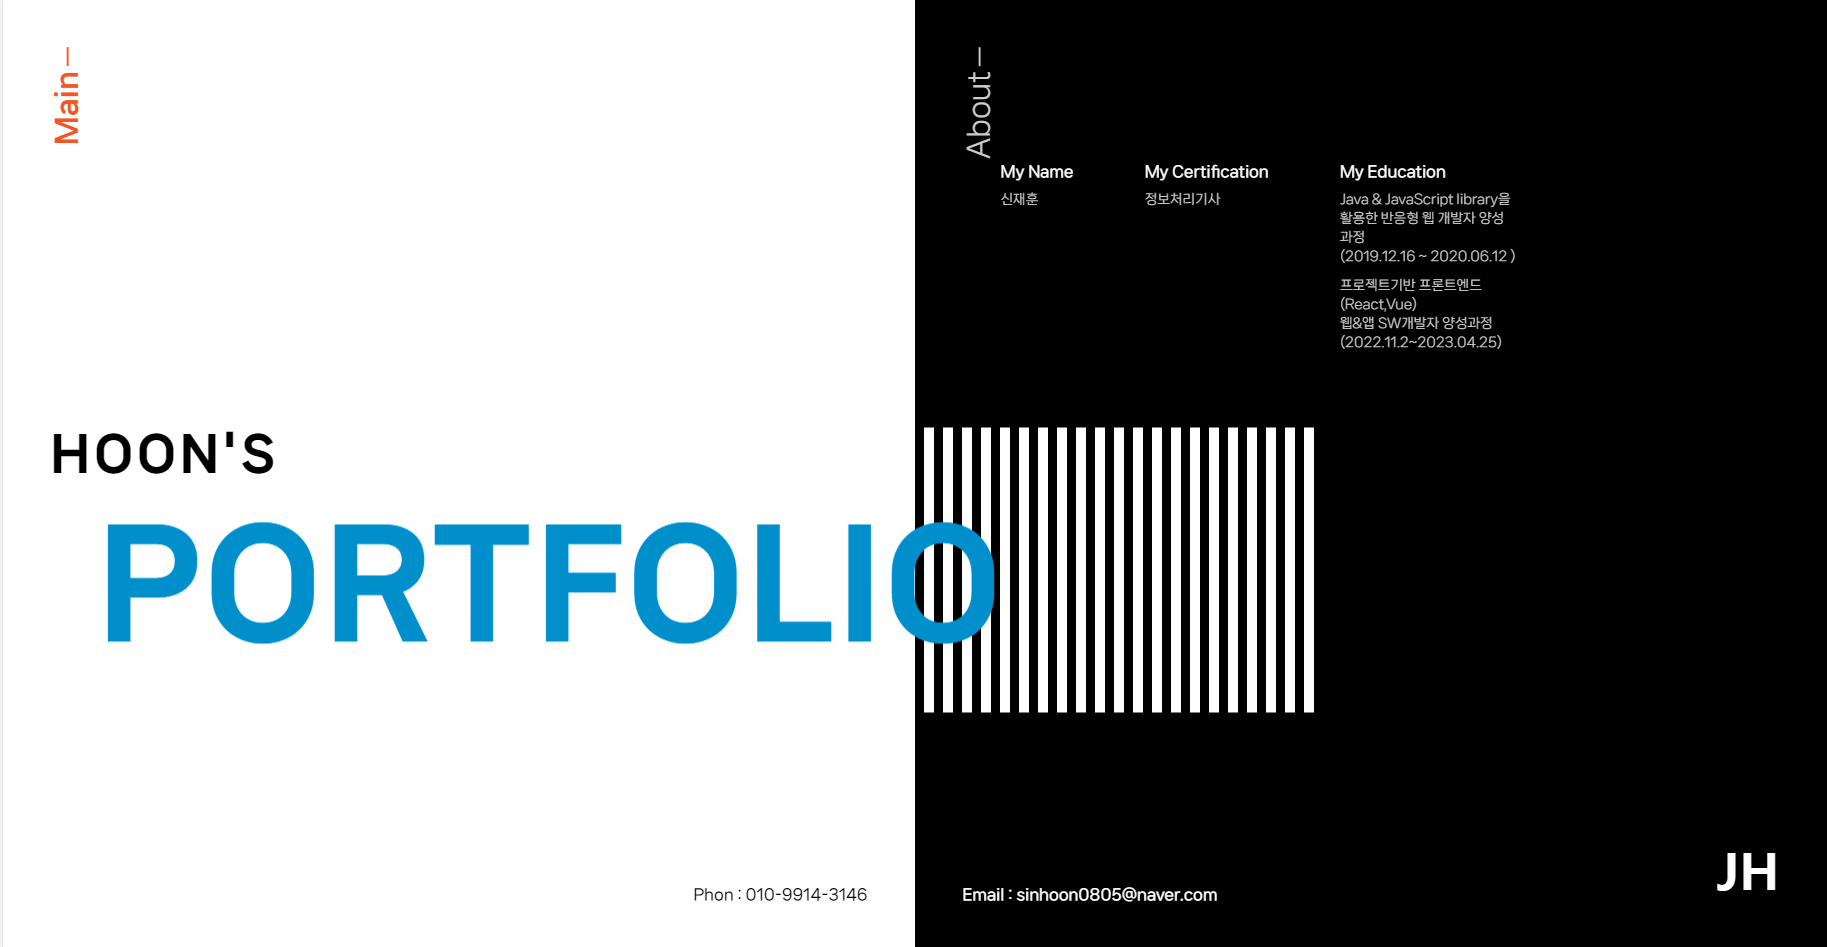 Main—
HOON'S
PORTFOLIO
Phon : 010-9914-3146
About—
My Name
신재훈
My Certification
정보처리기사
My Education
Java & JavaScript library을
활용한 반응형 웹 개발자 양성
과정
(2019.12.16 ~ 2020.06.12 )
프로젝트기반 프론트엔드
(React,Vue)
웹&앱 SW개발자 양성과정
(2022.11.2~2023.04.25)
Email : sinhoon0805@naver.com
JH